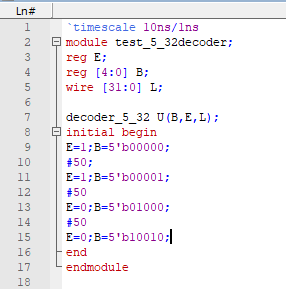 Ln#
1 `timescale 10ns/1ns
2 module test_5_32decoder;
3 reg E;
4 reg [4:0] B;
5 wire [31:0] L;
6
7 decoder_5_32 U(B,E,L);
8 initial begin
9 E=1;B=5'b00000;
10 #50;
11 E=1;B=5'b00001;
12 #50
13 E=0;B=5'b01000;
14 #50
15 E=0;B=5'b10010;
16 end
17 endmodule
18